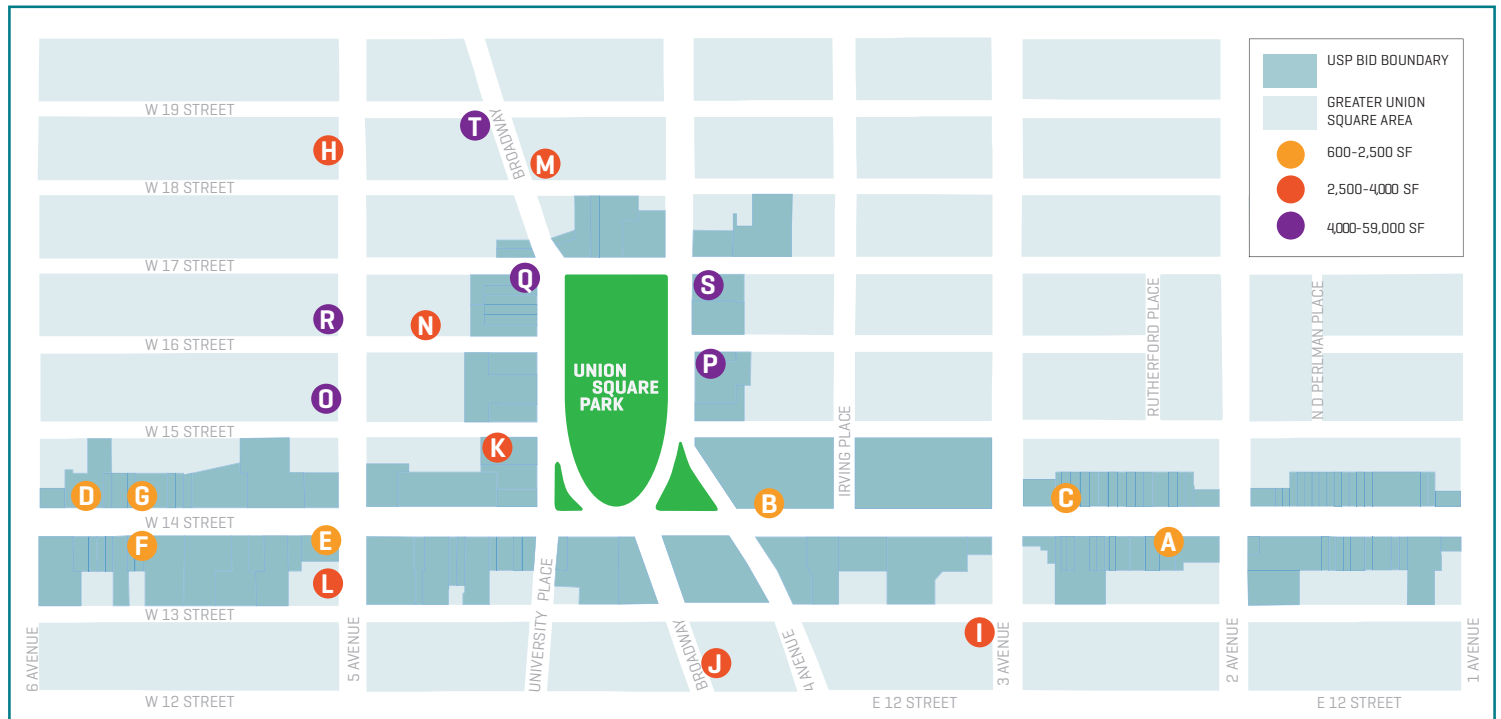 W 19 STREET
W 18 STREET
W 17 STREET
W 16 STREET
W 15 STREET
W 14 STREET
W 13 STREET
W 12 STREET
E 12 STREET
E 12 STREET
6 AVENUE
5 AVENUE
UNIVERSITY PLACE
BROADWAY
BROADWAY
4 AVENUE
3 AVENUE
2 AVENUE
1 AVENUE
IRVING PLACE
RUTHERFORD PLACE
N D PERLMAN PLACE
UNION
SQUARE
PARK
T
H
M
Q
S
R
N
P
O
K
D
G
B
C
F
E
A
L
I
J
USP BID BOUNDARY
GREATER UNION
SQUARE AREA
600-2,500 SF
2,500-4,000 SF
4,000-59,000 SF